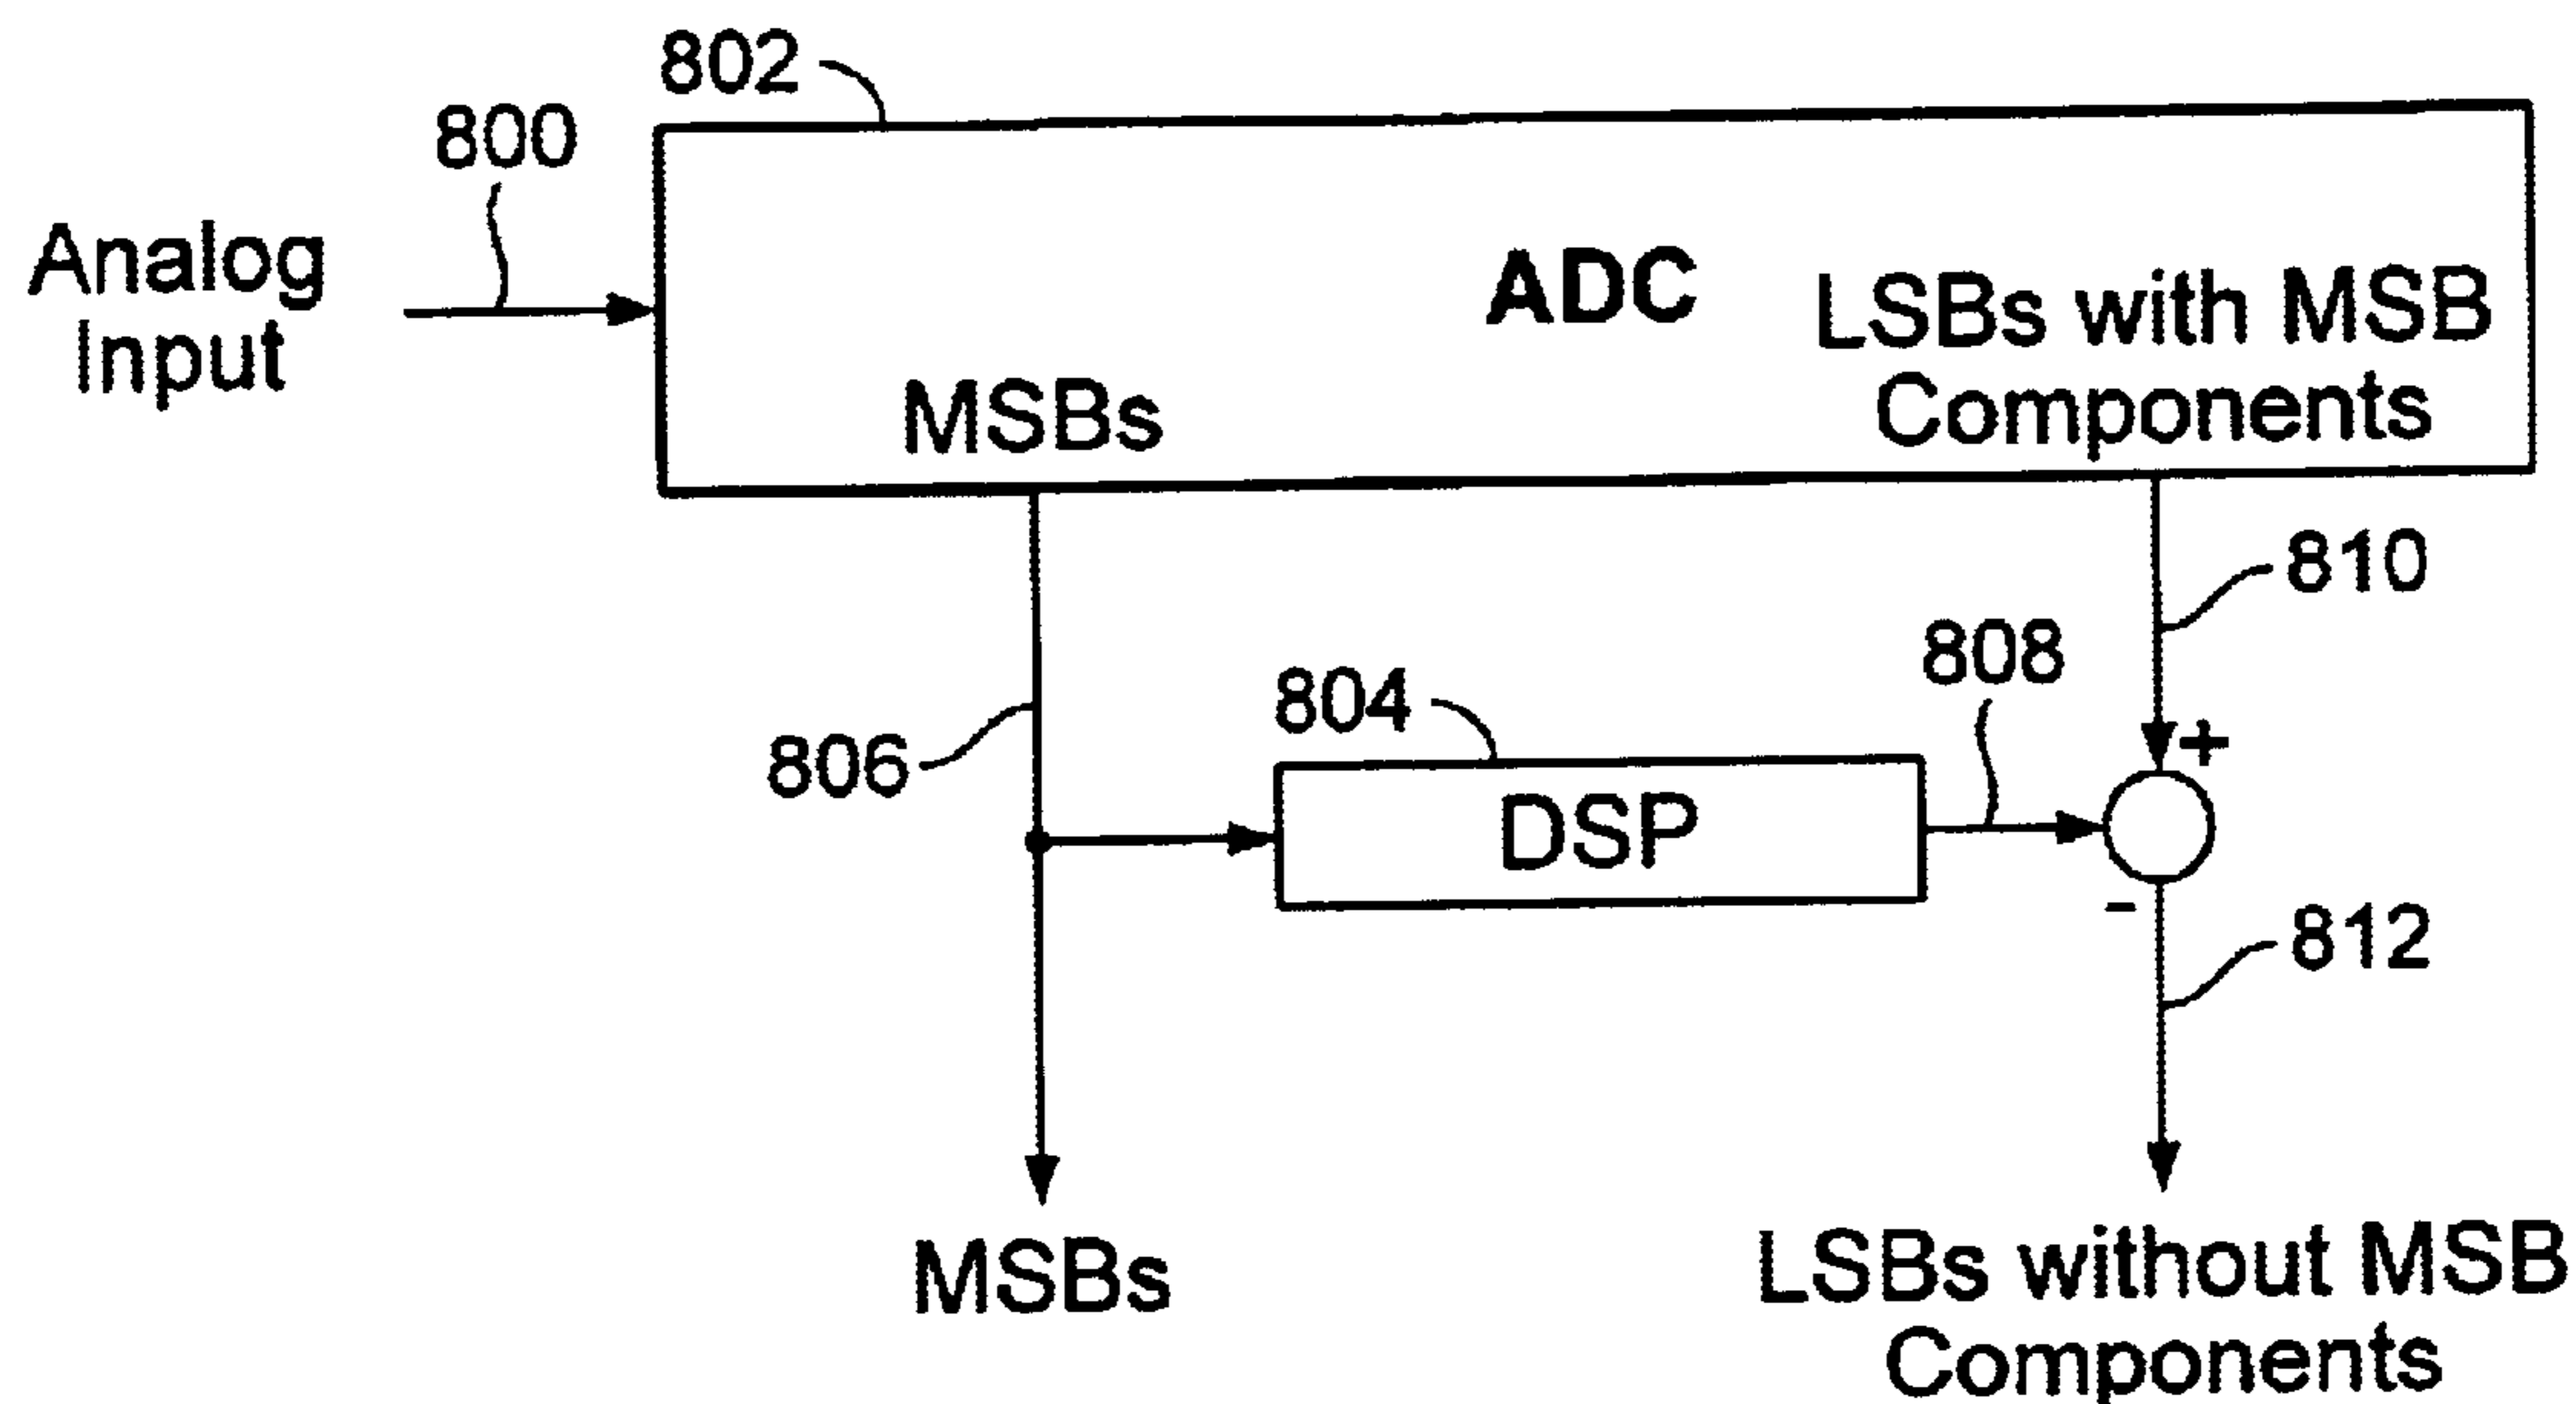 802
800
Analog
Input
ADC
LSBs with MSB
Components
MSBs
810
808
804
806
+
DSP
-
812
MSBs
LSBs without MSB
Components